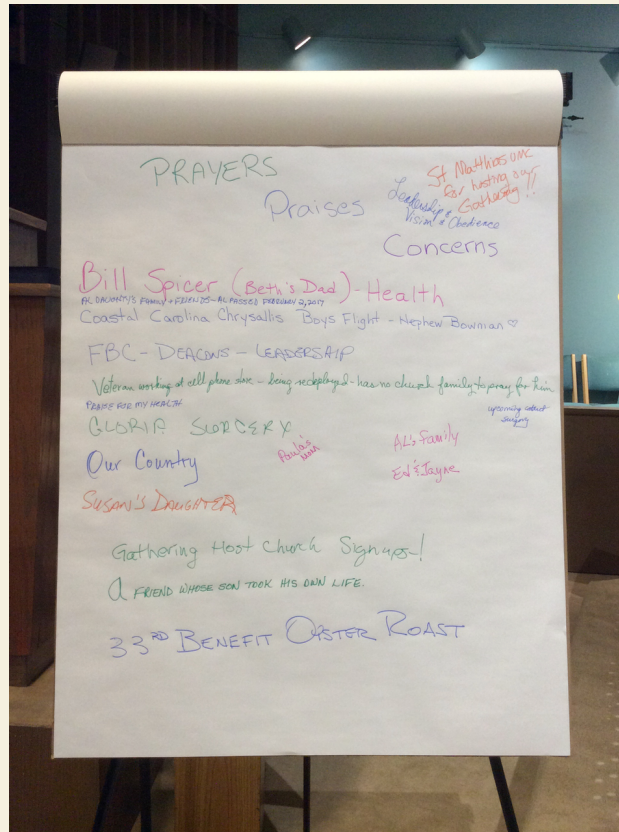 PRAYERS
St Matthias UMC
for hosting our
Gathering!!
Praises
Leadership &
Vision & Obedience
Concerns
Bill Spicer (Beth's Dad) - Health
AL DAUGHTY'S FAMILY + FRIENDS - AL PASSED FEBRUARY 2, 2017
Coastal Carolina Chrysallis Boys Flight - Nephew Bowman ♡
FBC - DEACONS - LEADERSHIP
Veteran working at cell phone store - being redeployed - has no church family to pray for him
PRAISE FOR MY HEALTH
upcoming
surgery
GLORIA SURGERY
Paula's
mom
AL's Family
Our Country
Ed & Jayne
SUSAN'S DAUGHTER
Gathering Host Church Signups!
A FRIEND WHOSE SON TOOK HIS OWN LIFE.
33RD BENEFIT OYSTER ROAST